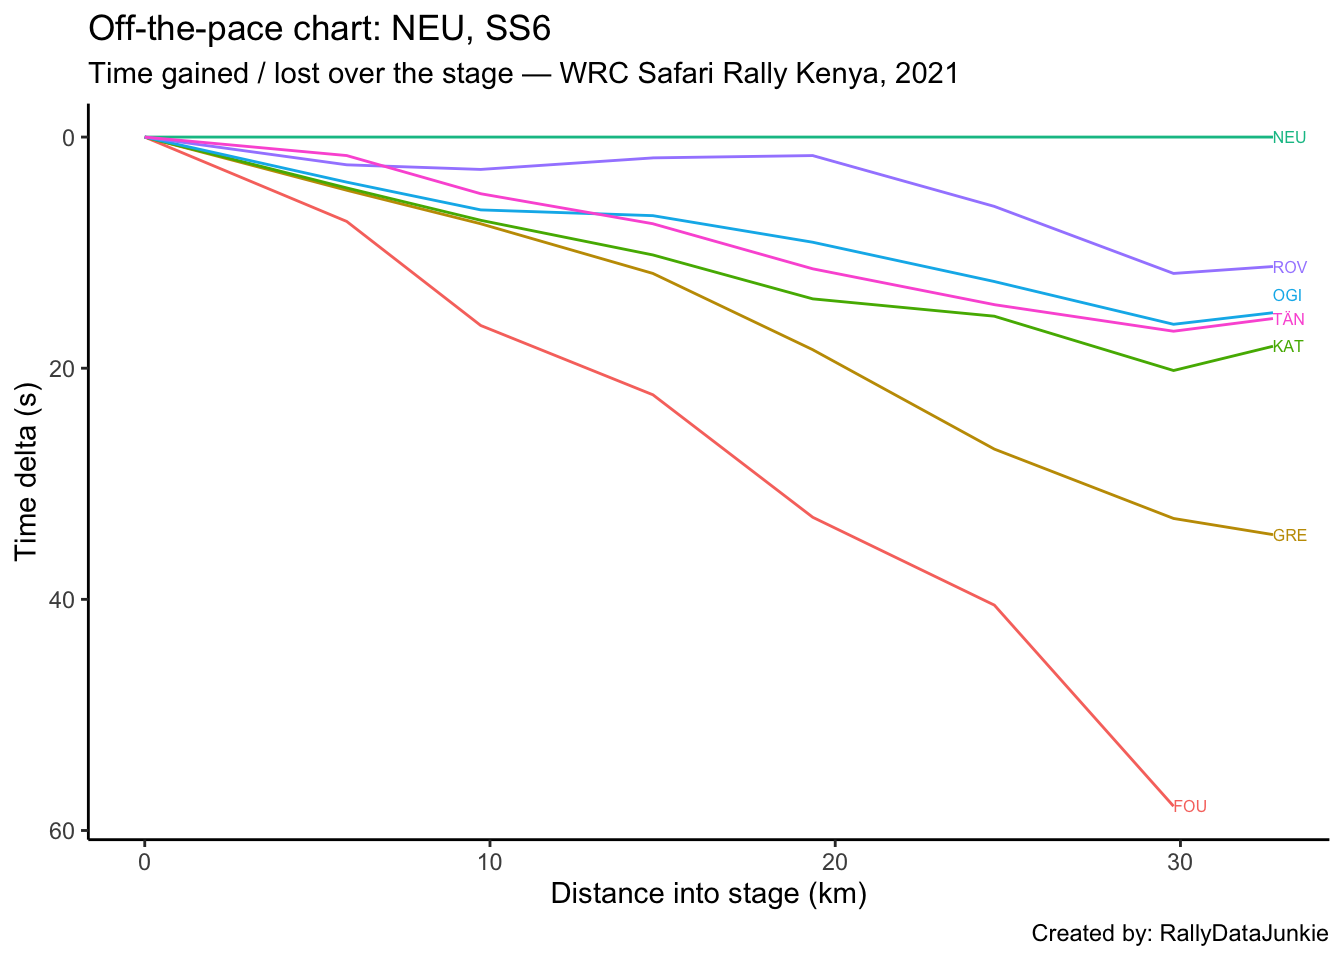 Off-the-pace chart: NEU, SS6
Time gained / lost over the stage — WRC Safari Rally Kenya, 2021
0
20
40
60
Time delta (s)
NEU
ROV
OGI
TÄN
KAT
GRE
FOU
0 10 20 30
Distance into stage (km)
Created by: RallyDataJunkie